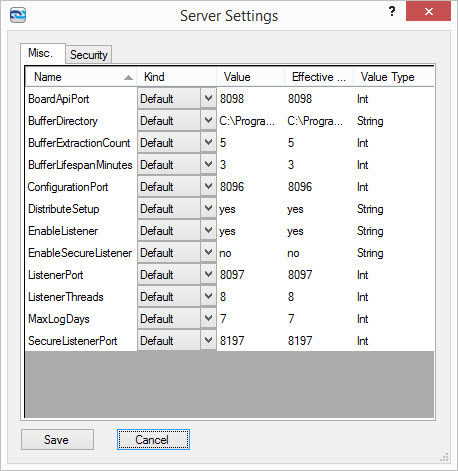 Server Settings
?
Misc. Security
Name Kind Value Effective ... Value Type
BoardApiPort Default 8098 8098 Int
BufferDirectory Default C:\Progra... C:\Progra... String
BufferExtractionCount Default 5 5 Int
BufferLifespanMinutes Default 3 3 Int
ConfigurationPort Default 8096 8096 Int
DistributeSetup Default yes yes String
EnableListener Default yes yes String
EnableSecureListener Default no no String
ListenerPort Default 8097 8097 Int
ListenerThreads Default 8 8 Int
MaxLogDays Default 7 7 Int
SecureListenerPort Default 8197 8197 Int
Save Cancel